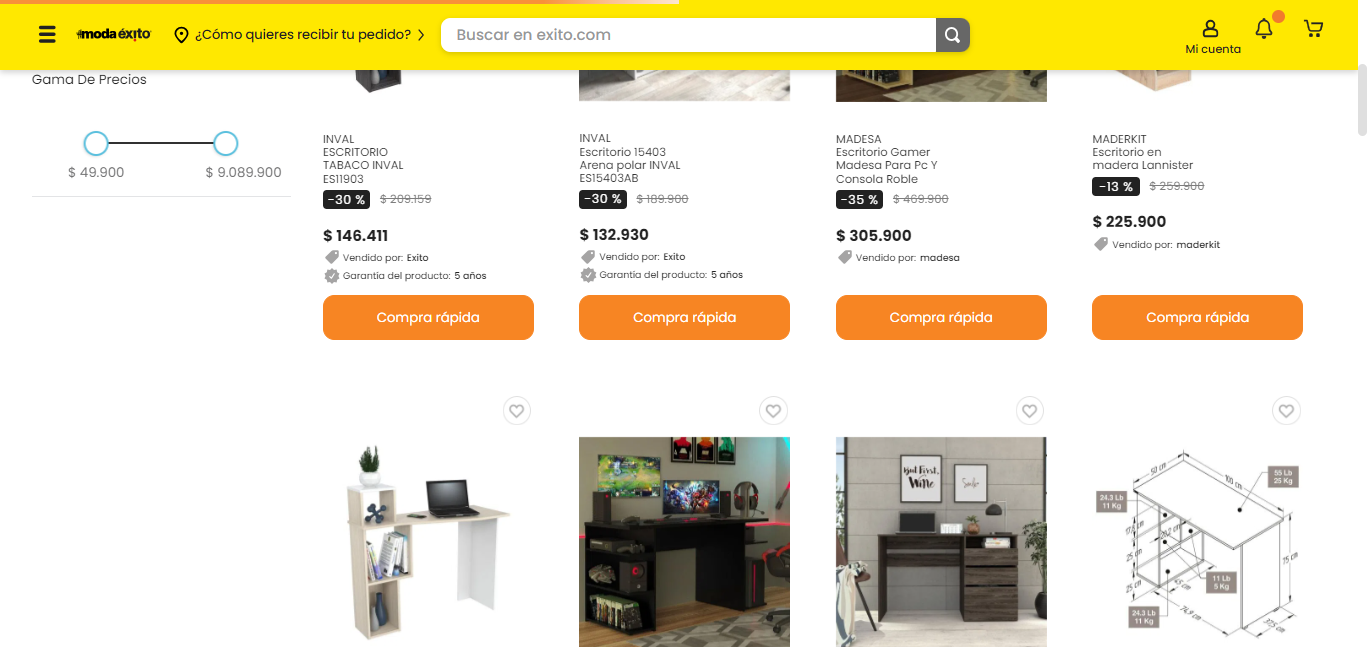 moda éxito
¿Cómo quieres recibir tu pedido?
Buscar en exito.com
Mi cuenta
Gama De Precios
$ 49.900
$ 9.089.900
INVAL
ESCRITORIO
TABACO INVAL
ES11903
-30 %
$ 209.159
$ 146.411
Vendido por: Exito
Garantía del producto: 5 años
Compra rápida
INVAL
Escritorio 15403
Arena polar INVAL
ES15403AB
-30 %
$ 189.900
$ 132.930
Vendido por: Exito
Garantía del producto: 5 años
Compra rápida
MADESA
Escritorio Gamer
Madesa Para Pc Y
Consola Roble
-35 %
$ 469.900
$ 305.900
Vendido por: madesa
Compra rápida
MADERKIT
Escritorio en
madera Lannister
-13 %
$ 259.900
$ 225.900
Vendido por: maderkit
Compra rápida
But First,
Wine
50 cm
100 cm
55 Lb
25 Kg
24.3 Lb
11 Kg
25 cm
75 cm
25 cm
11 Lb
5 Kg
24.3 Lb
11 Kg
74,9 cm
37,5 cm